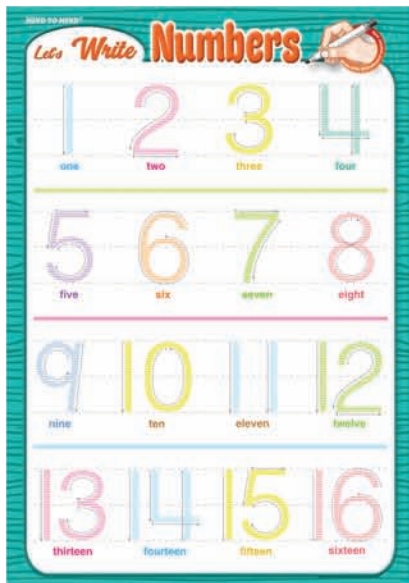 MIND TO MIND
Let's Write Numbers
1 2 3 4
one two three four
5 6 7 8
five six seven eight
9 10 11 12
nine ten eleven twelve
13 14 15 16
thirteen fourteen fifteen sixteen